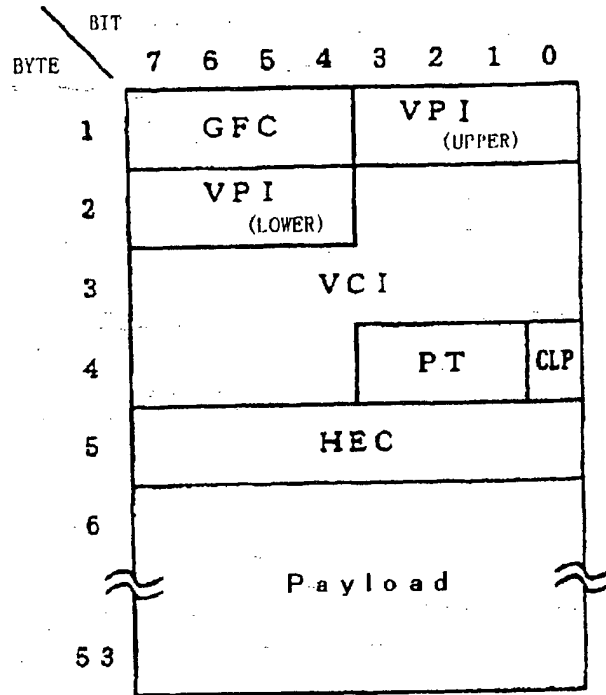 BIT
BYTE 7 6 5 4 3 2 1 0
1 GFC VPI
(UPPER)
2 VPI
(LOWER)
3 VCI
4 PT CLP
5 HEC
6
Payload
53